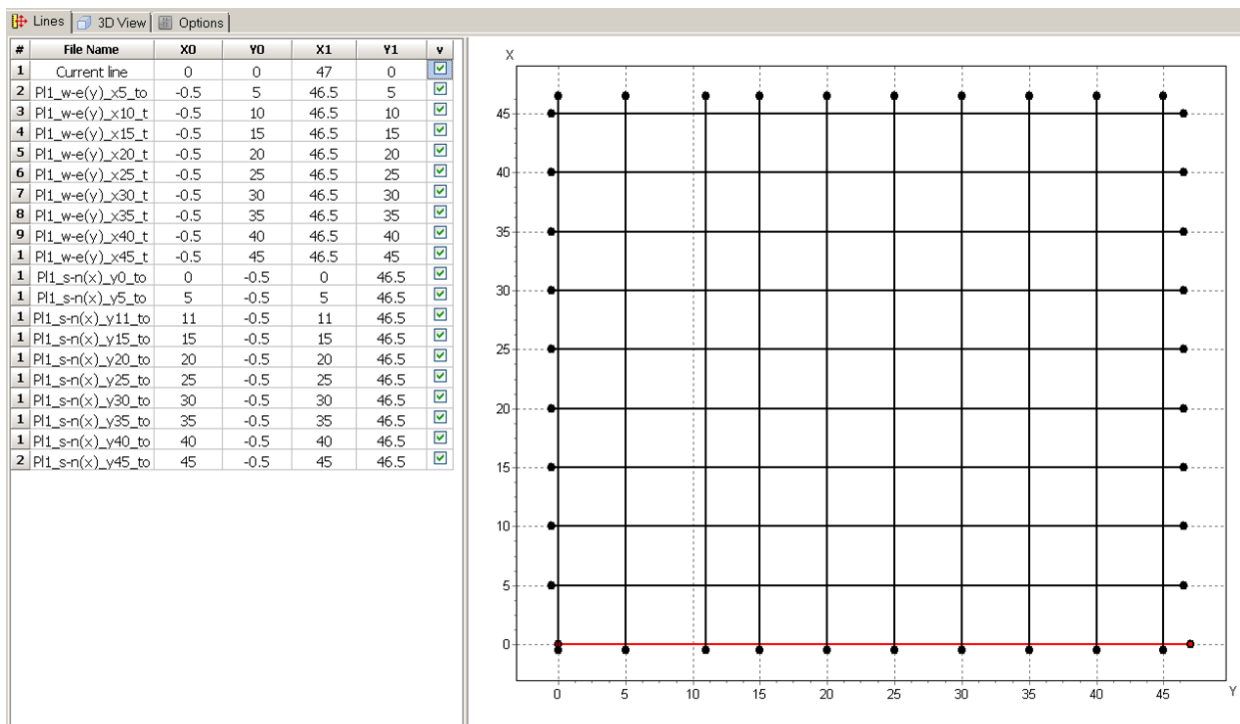 Lines 3D View Options
# File Name X0 Y0 X1 Y1 v
1 Current line 0 0 47 0
2 Pl1_w-e(y)_x5_to -0.5 5 46.5 5
3 Pl1_w-e(y)_x10_t -0.5 10 46.5 10
4 Pl1_w-e(y)_x15_t -0.5 15 46.5 15
5 Pl1_w-e(y)_x20_t -0.5 20 46.5 20
6 Pl1_w-e(y)_x25_t -0.5 25 46.5 25
7 Pl1_w-e(y)_x30_t -0.5 30 46.5 30
8 Pl1_w-e(y)_x35_t -0.5 35 46.5 35
9 Pl1_w-e(y)_x40_t -0.5 40 46.5 40
1 Pl1_w-e(y)_x45_t -0.5 45 46.5 45
1 Pl1_s-n(x)_y0_to 0 -0.5 0 46.5
1 Pl1_s-n(x)_y5_to 5 -0.5 5 46.5
1 Pl1_s-n(x)_y11_to 11 -0.5 11 46.5
1 Pl1_s-n(x)_y15_to 15 -0.5 15 46.5
1 Pl1_s-n(x)_y20_to 20 -0.5 20 46.5
1 Pl1_s-n(x)_y25_to 25 -0.5 25 46.5
1 Pl1_s-n(x)_y30_to 30 -0.5 30 46.5
1 Pl1_s-n(x)_y35_to 35 -0.5 35 46.5
1 Pl1_s-n(x)_y40_to 40 -0.5 40 46.5
2 Pl1_s-n(x)_y45_to 45 -0.5 45 46.5
X
45
40
35
30
25
20
15
10
5
0
0 5 10 15 20 25 30 35 40 45 Y